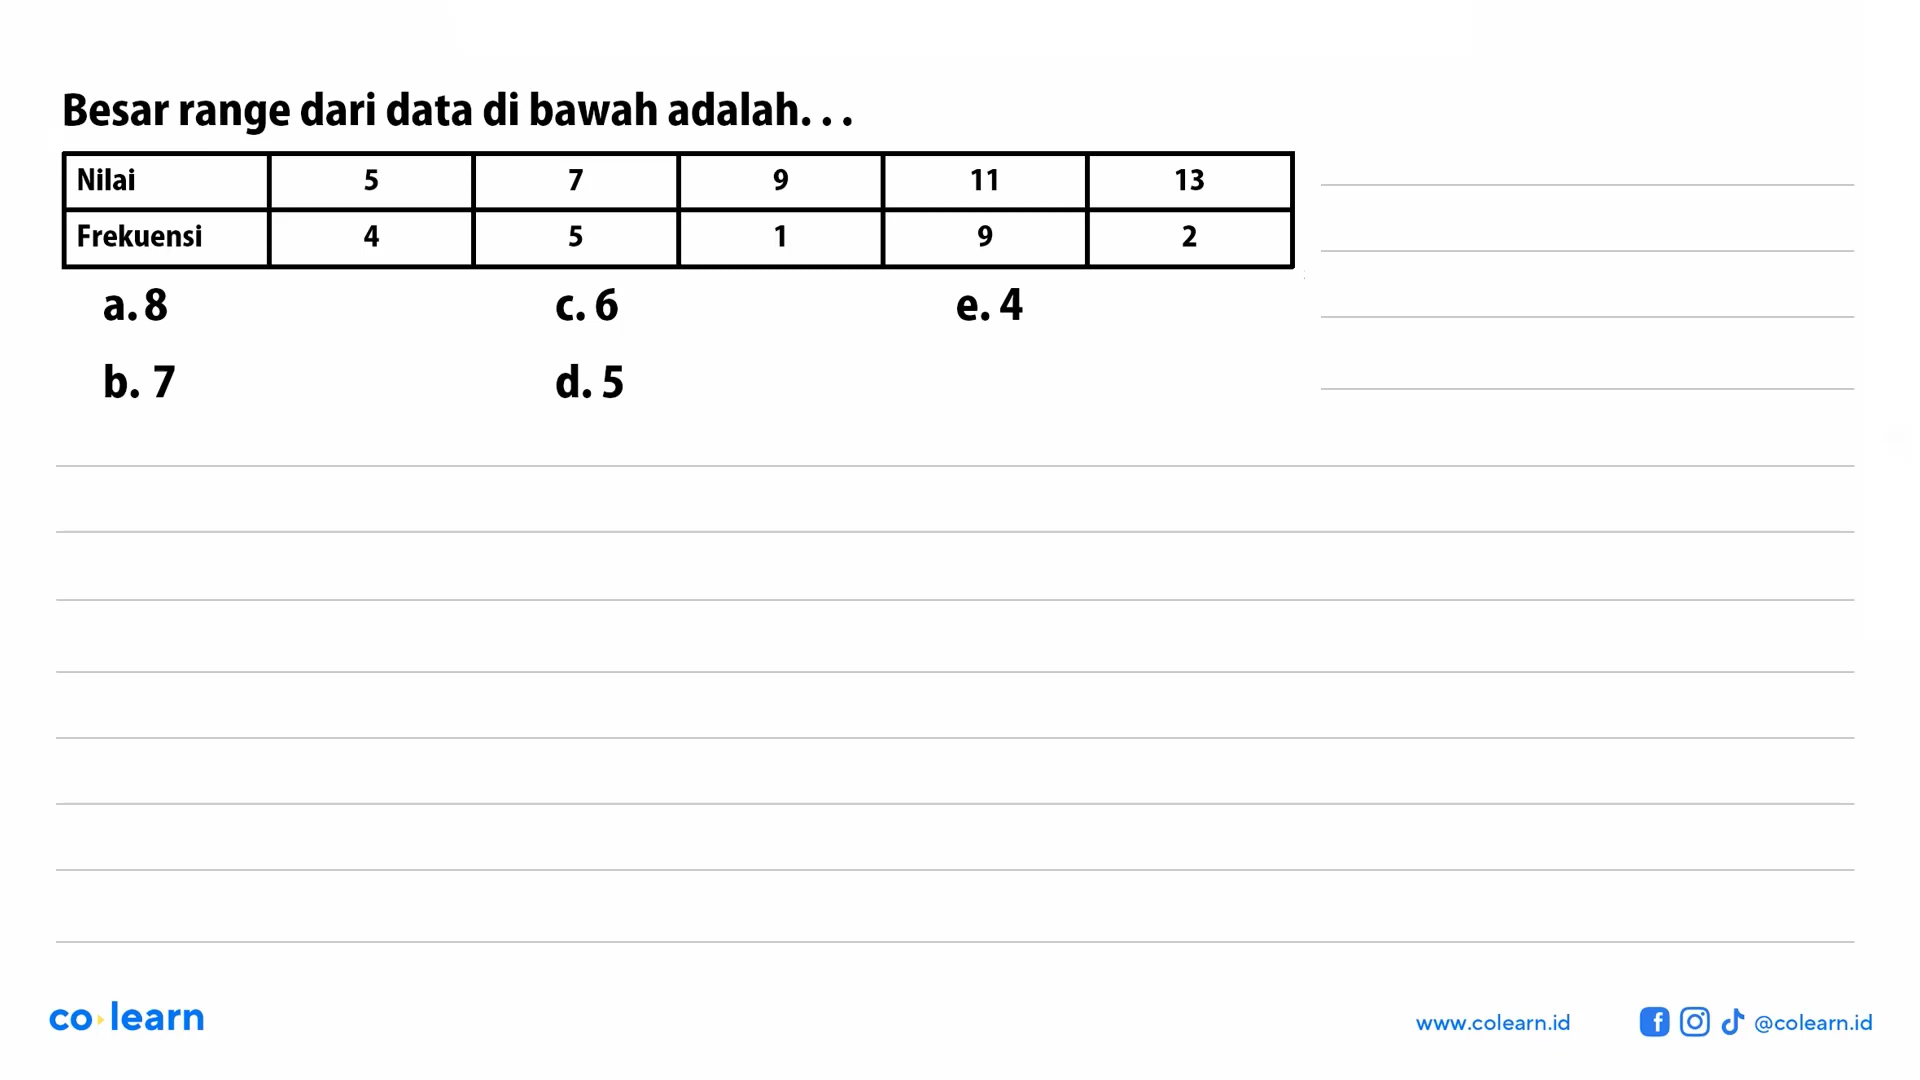 Besar range dari data di bawah adalah. . .
Nilai 5 7 9 11 13
Frekuensi 4 5 1 9 2
a. 8 c. 6 e. 4
b. 7 d. 5
co learn www.colearn.id @colearn.id